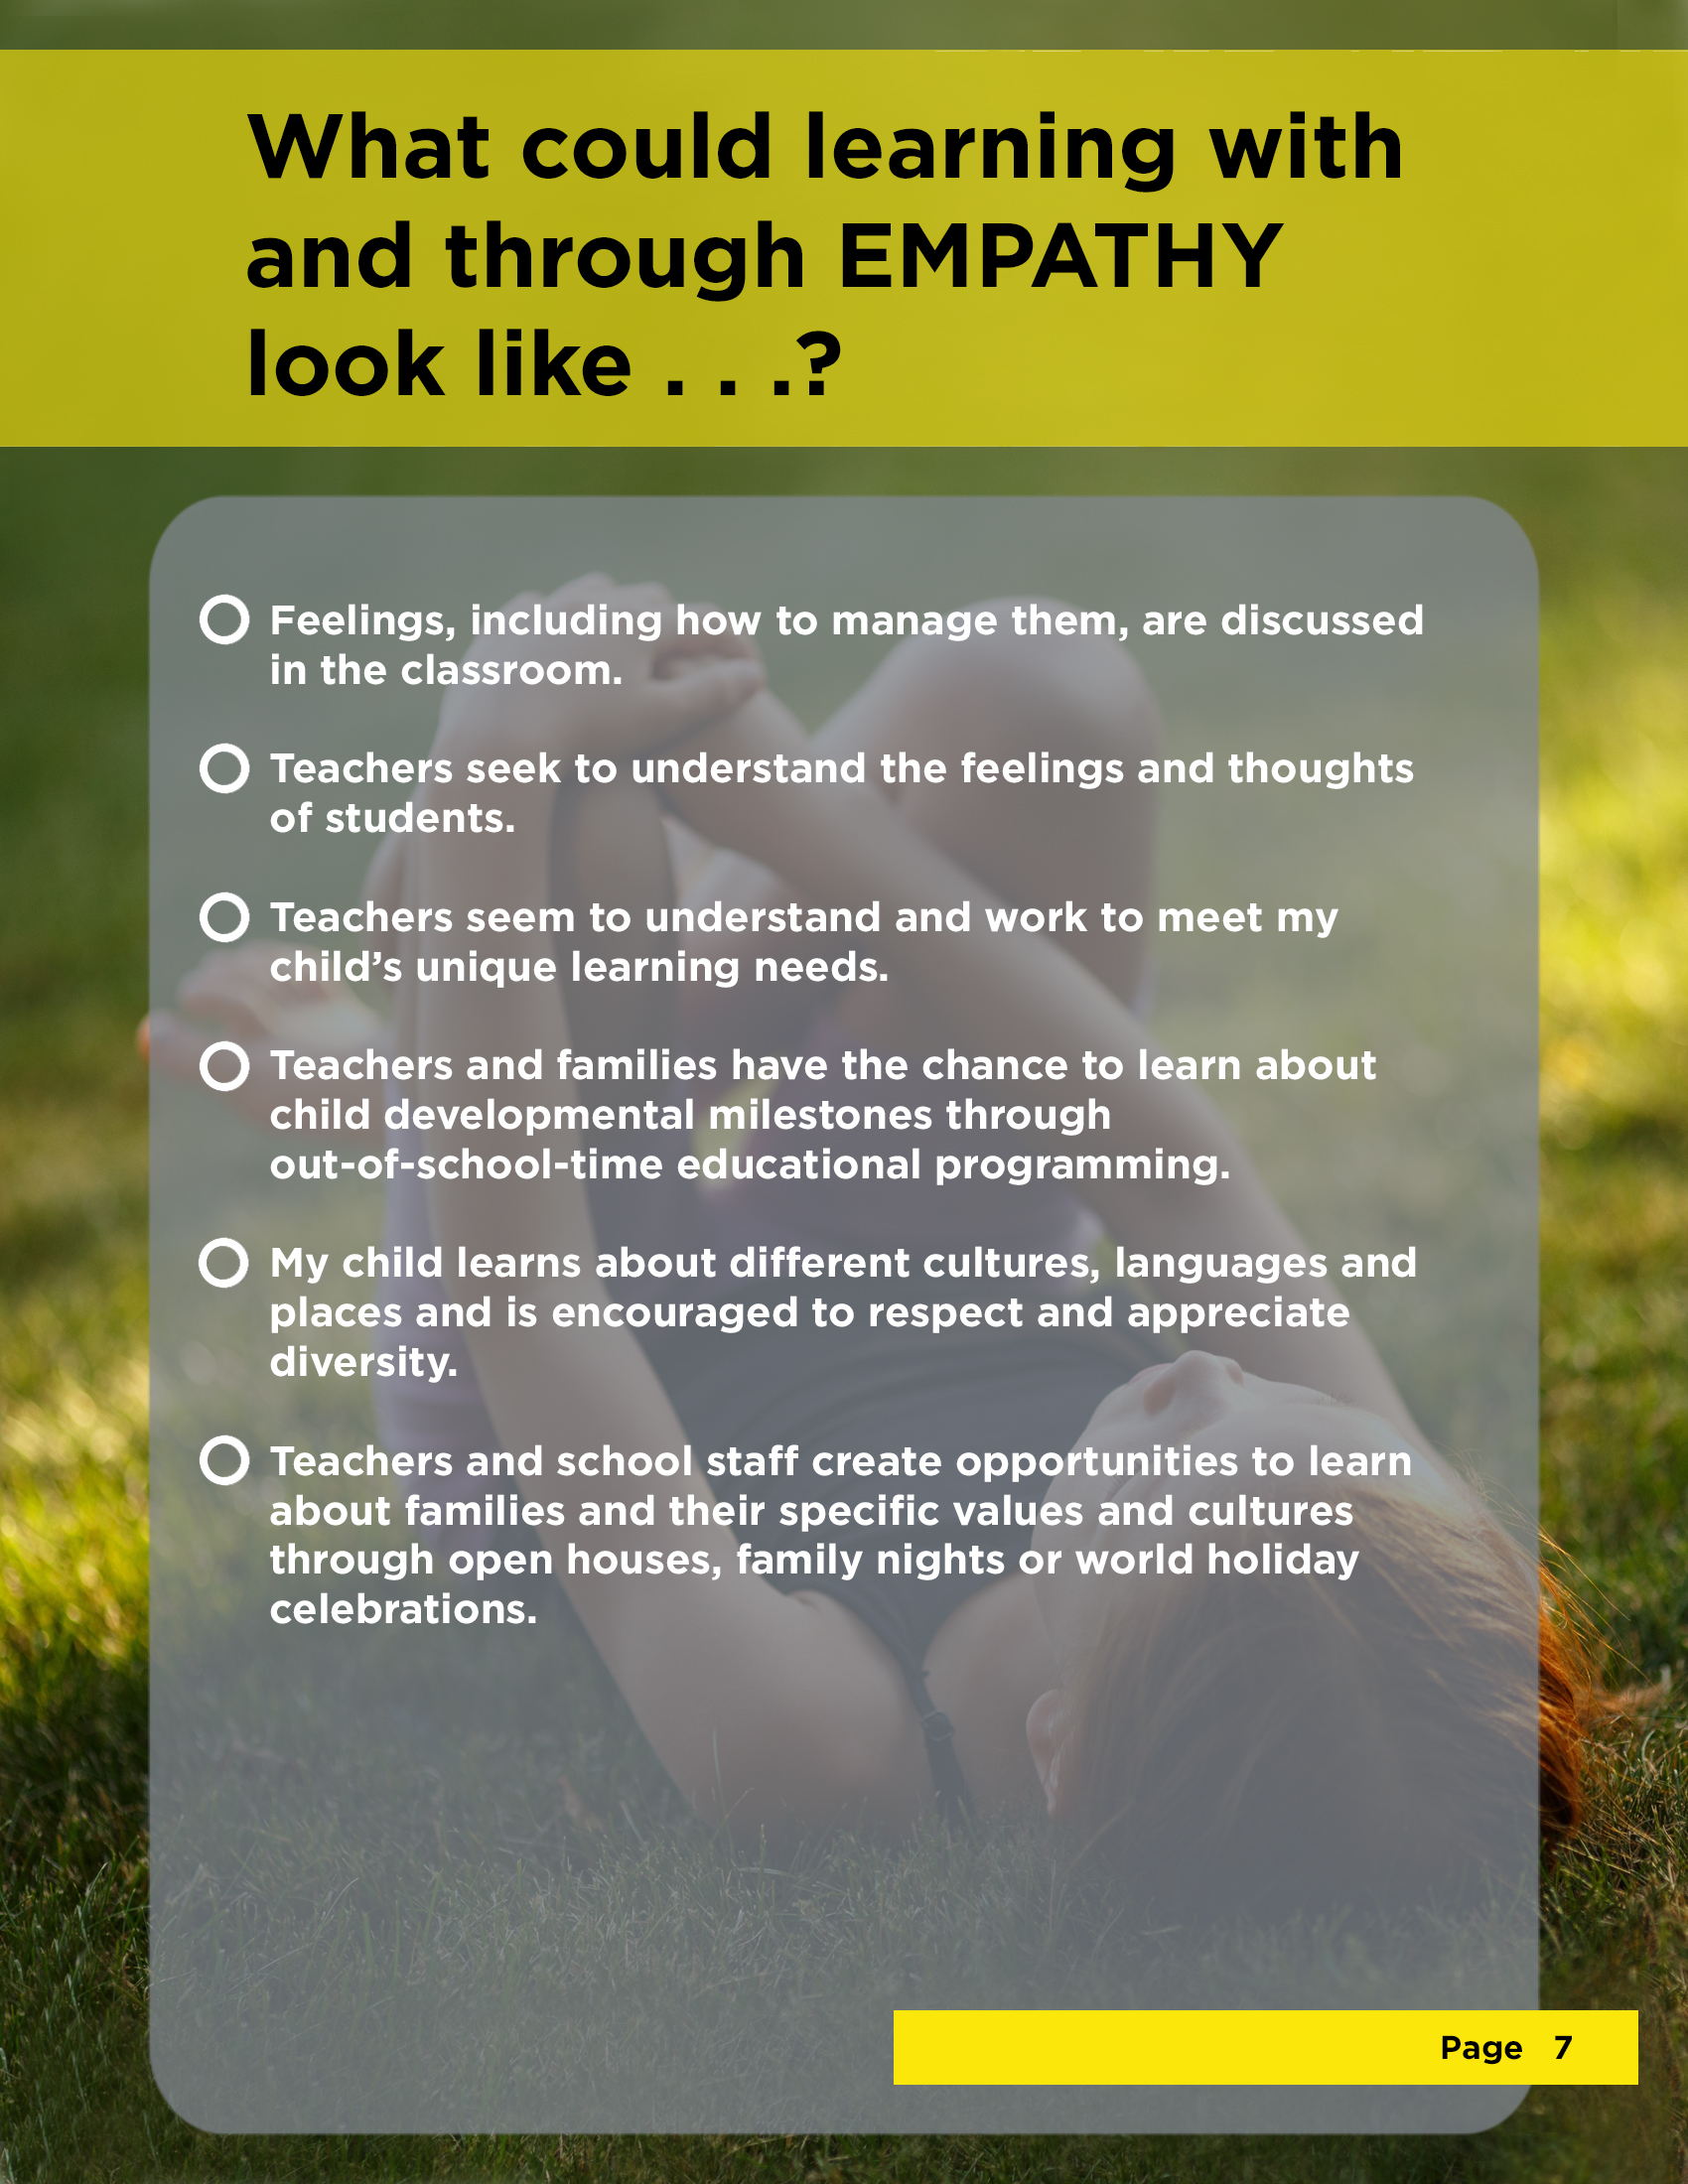 What could learning with
and through EMPATHY
look like . . .?
Feelings, including how to manage them, are discussed
in the classroom.
Teachers seek to understand the feelings and thoughts
of students.
Teachers seem to understand and work to meet my
child’s unique learning needs.
Teachers and families have the chance to learn about
child developmental milestones through
out-of-school-time educational programming.
My child learns about different cultures, languages and
places and is encouraged to respect and appreciate
diversity.
Teachers and school staff create opportunities to learn
about families and their specific values and cultures
through open houses, family nights or world holiday
celebrations.
Page 7